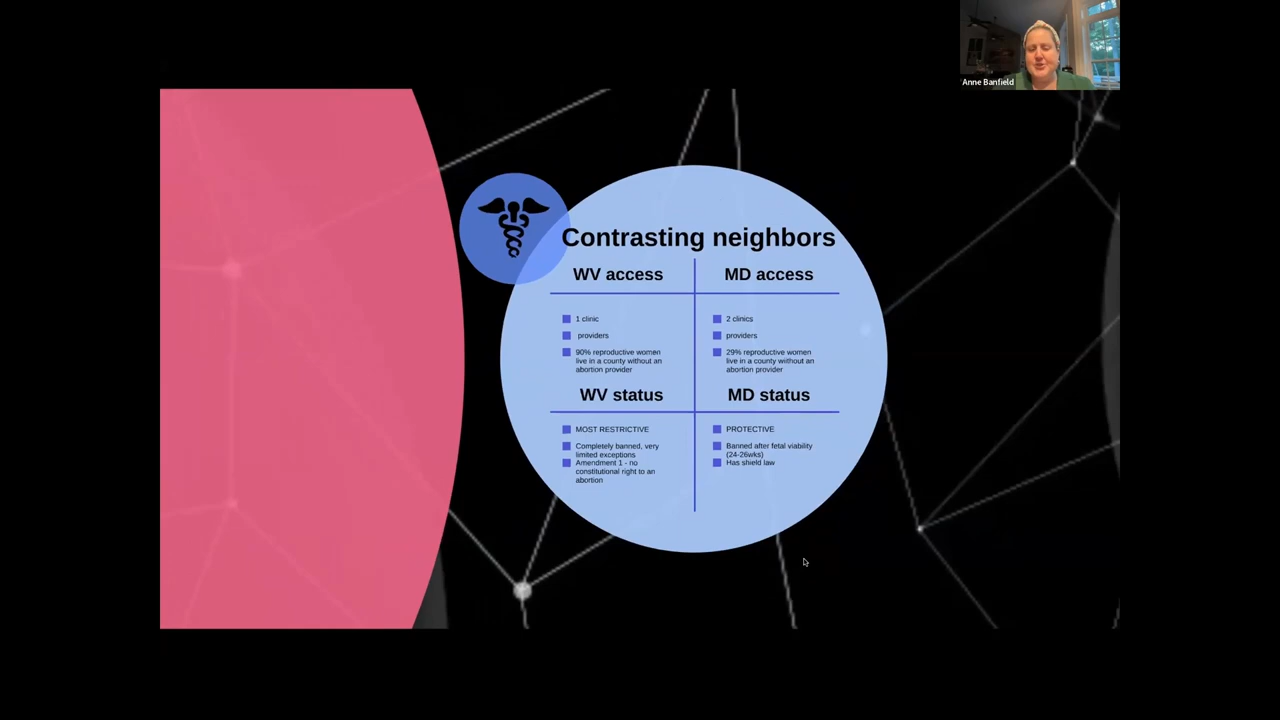 Anne Banfield
Contrasting neighbors
WV access
1 clinic
providers
90% reproductive women
live in a county without an
abortion provider
MD access
2 clinics
providers
29% reproductive women
live in a county without an
abortion provider
WV status
MOST RESTRICTIVE
Completely banned, very
limited exceptions
Amendment 1 - no
constitutional right to an
abortion
MD status
PROTECTIVE
Banned after fetal viability
(24-26wks)
Has shield law